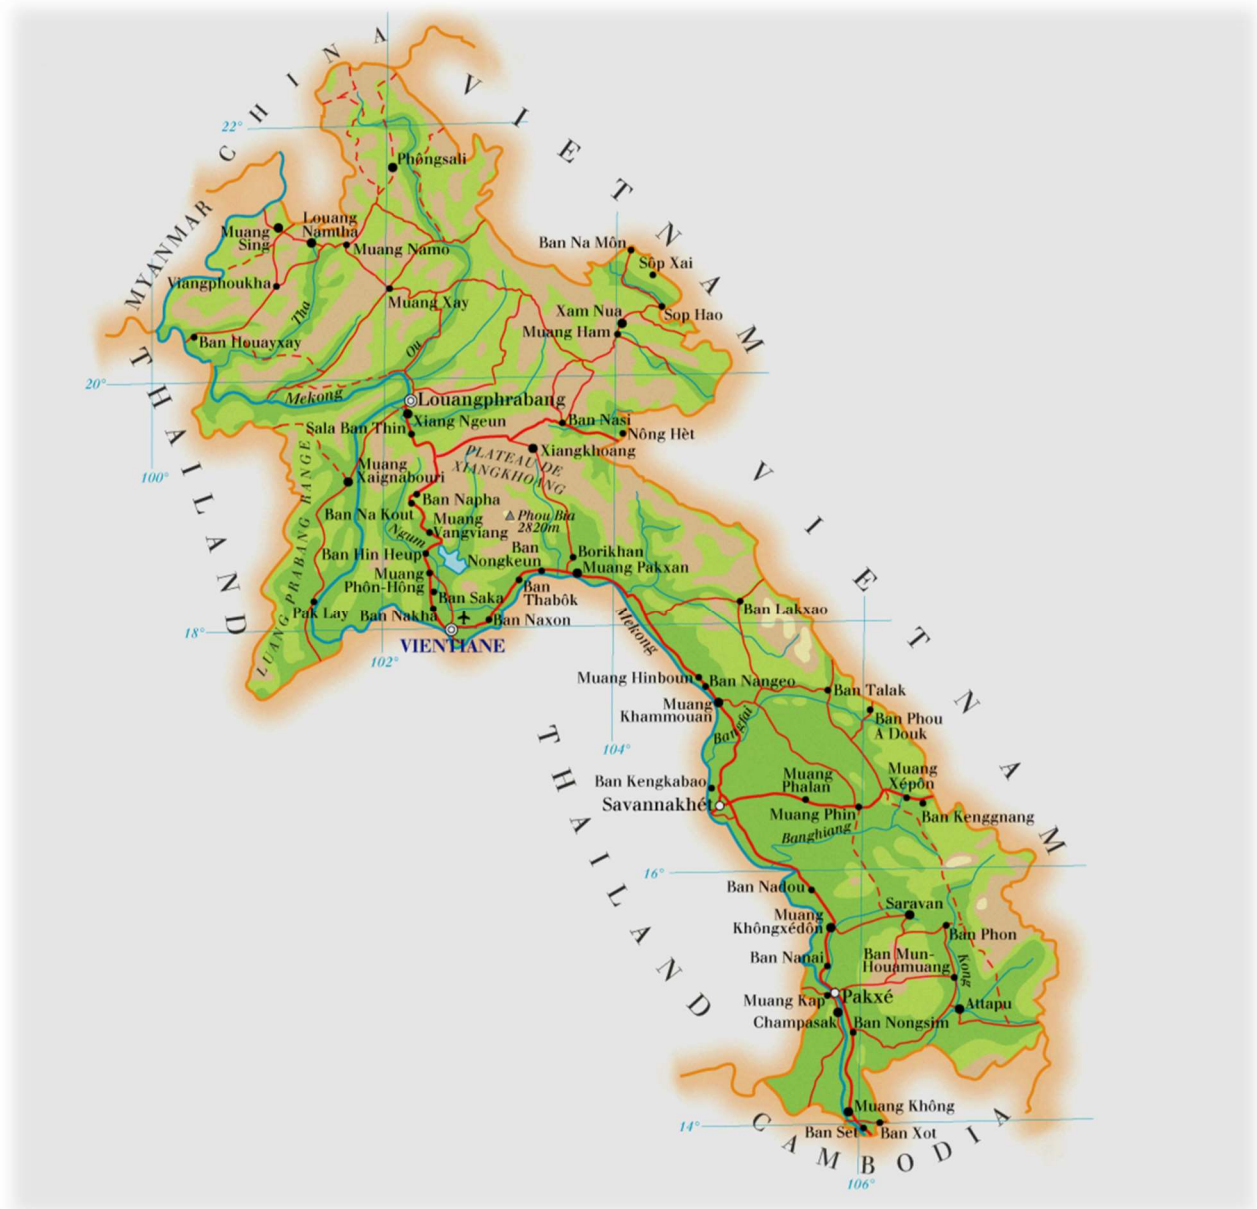 CHINA
VIETNAM
22°
Phôngsali
MYANMAR
Louang
Namtha
Muang
Sing
Muang Namo
Ban Na Môn
Sôp Xai
Viangphoukha
Tha
Muang Xay
Xam Nua
Sop Hao
Muang Ham
Ban Houayxay
Ou
20°
THAILAND
Mekong
Louangphrabang
Xiang Ngeun
Sala Ban Thin
Ban Nasi
Nông Hèt
PLATEAU DE
XIANGKHOANG
Xiangkhoang
100°
LUANG PRABANG RANGE
Muang
Xaignabouri
Ban Napha
Ban Na Kout
Phou Bia
2820m
Muang
Vangviang
Ngum
Ban Hin Heup
Ban
Nongkeun
Borikhan
Muang Pakxan
Muang
Phôn-Hông
Ban
Thabôk
Ban Saka
Pak Lay
Ban Nakha
Ban Naxon
VIENTIANE
18°
102°
Mekong
Ban Lakxao
VIETNAM
Muang Hinboun
Ban Nangeo
Ban Talak
Muang
Khammouan
Bangfai
Ban Phou
A Douk
104°
THAILAND
Ban Kengkabao
Muang
Phalan
Muang
Xépôn
Savannakhét
Muang Phin
Ban Kenggnang
Banghiang
16°
Ban Nadou
Saravan
Muang
Khôngxédôn
Ban Phon
Ban Nanai
Ban Mun-
Houamuang
Kong
Muang Kap
Pakxé
Attapu
Champasak
Ban Nongsim
Muang Không
14°
Ban Set
Ban Xot
CAMBODIA
106°